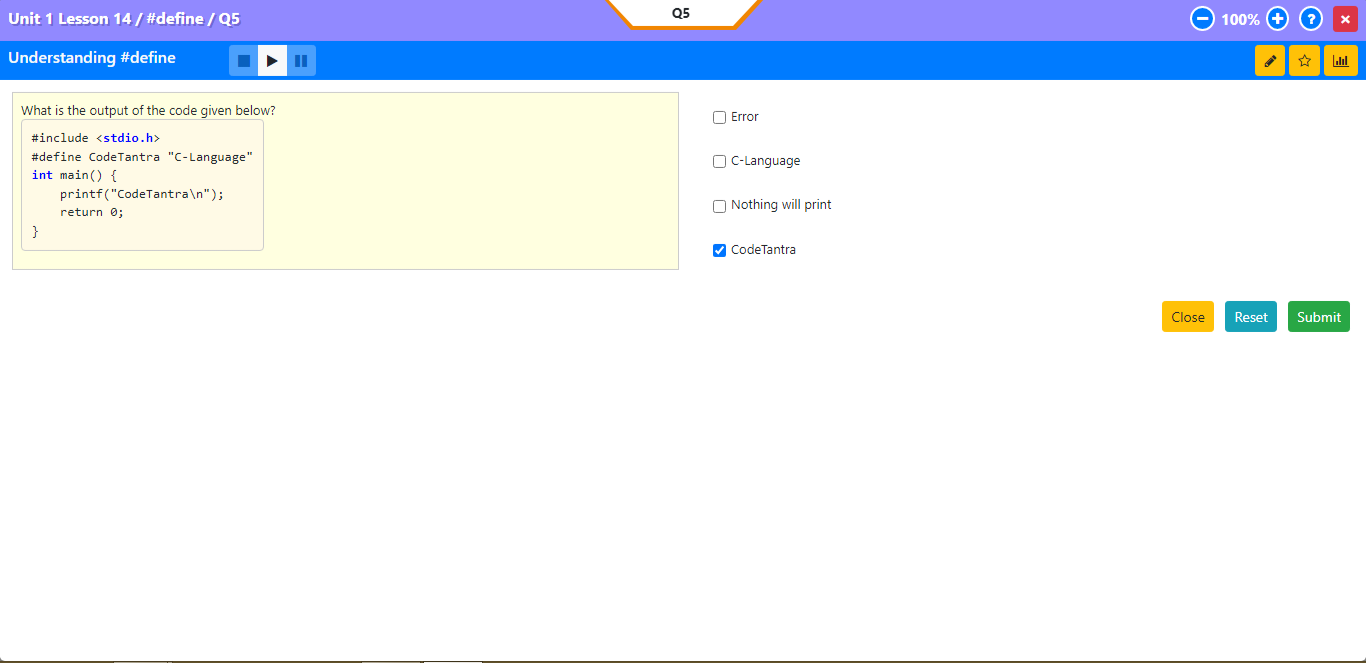 Unit 1 Lesson 14 / #define / Q5
Q5
100%
?
×
Understanding #define
What is the output of the code given below?
#include <stdio.h>
#define CodeTantra "C-Language"
int main() {
    printf("CodeTantra\n");
    return 0;
}
Error
C-Language
Nothing will print
CodeTantra
Close
Reset
Submit